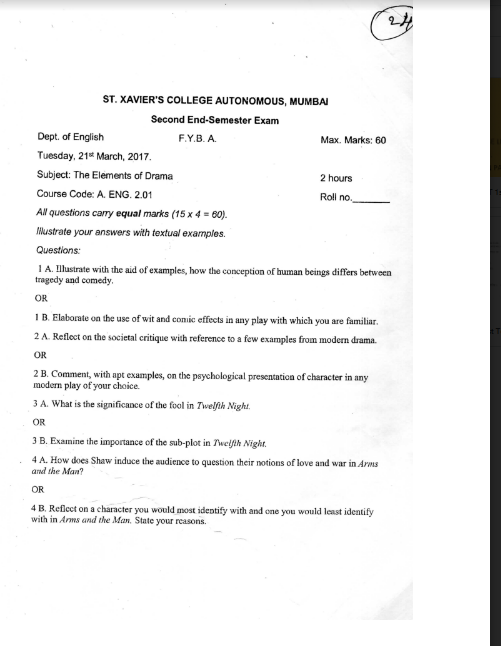 24
ST. XAVIER'S COLLEGE AUTONOMOUS, MUMBAI
Second End-Semester Exam
Dept. of English F.Y.B. A. Max. Marks: 60
Tuesday, 21st March, 2017.
Subject: The Elements of Drama 2 hours
Course Code: A. ENG. 2.01 Roll no.______
All questions carry equal marks (15 x 4 = 60).
Illustrate your answers with textual examples.
Questions:
1 A. Illustrate with the aid of examples, how the conception of human beings differs between
tragedy and comedy.
OR
1 B. Elaborate on the use of wit and comic effects in any play with which you are familiar.
2 A. Reflect on the societal critique with reference to a few examples from modern drama.
OR
2 B. Comment, with apt examples, on the psychological presentation of character in any
modern play of your choice.
3 A. What is the significance of the fool in Twelfth Night.
OR
3 B. Examine the importance of the sub-plot in Twelfth Night.
4 A. How does Shaw induce the audience to question their notions of love and war in Arms
and the Man?
OR
4 B. Reflect on a character you would most identify with and one you would least identify
with in Arms and the Man. State your reasons.